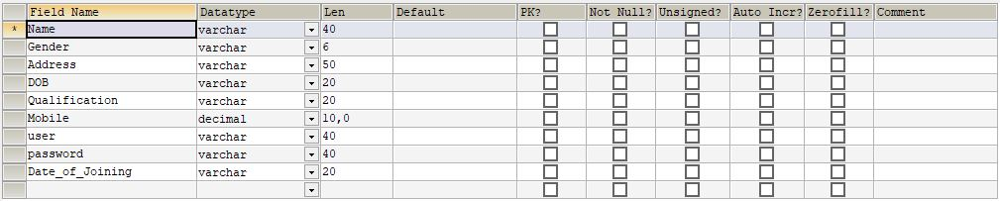 Field Name Datatype Len Default PK? Not Null? Unsigned? Auto Incr? Zerofill? Comment
* Name varchar 40
Gender varchar 6
Address varchar 50
DOB varchar 20
Qualification varchar 20
Mobile decimal 10,0
user varchar 40
password varchar 40
Date_of_Joining varchar 20